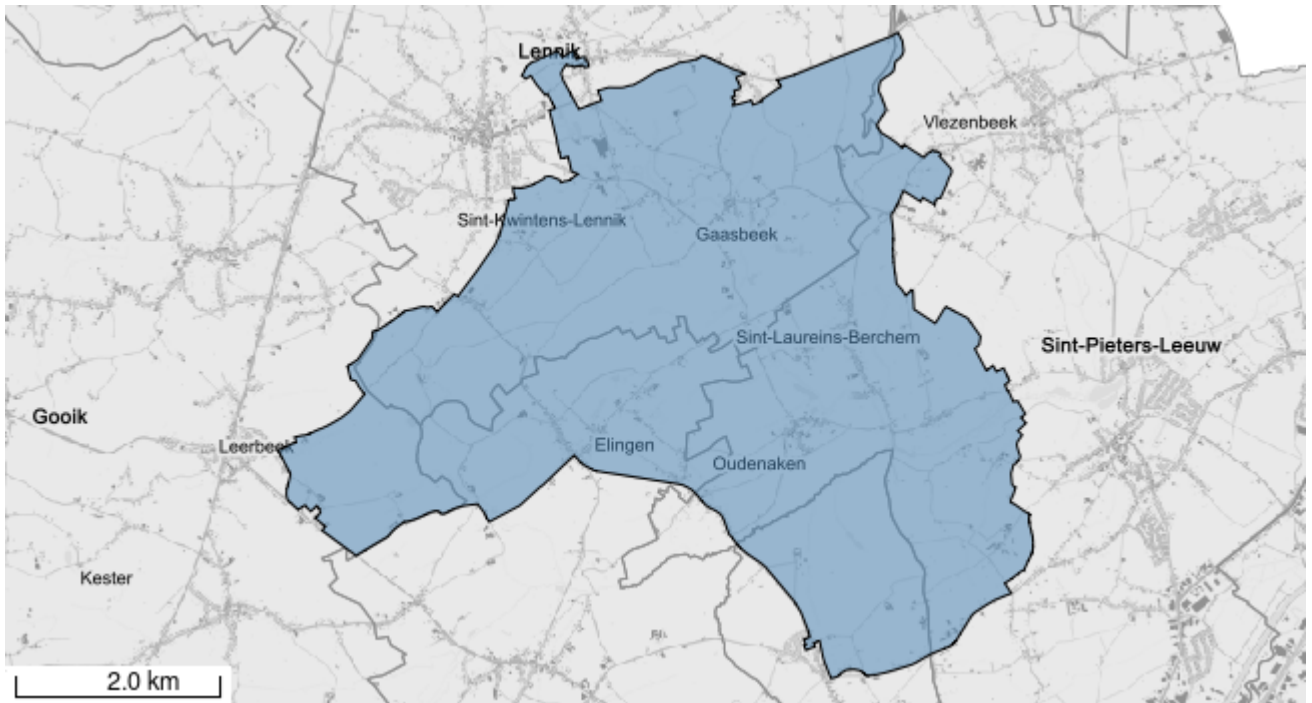 Lennik
Vlezenbeek
Sint-Kwintens-Lennik
Gaasbeek
Sint-Laureins-Berchem
Sint-Pieters-Leeuw
Gooik
Leerbeek
Elingen
Oudenaken
Kester
2.0 km